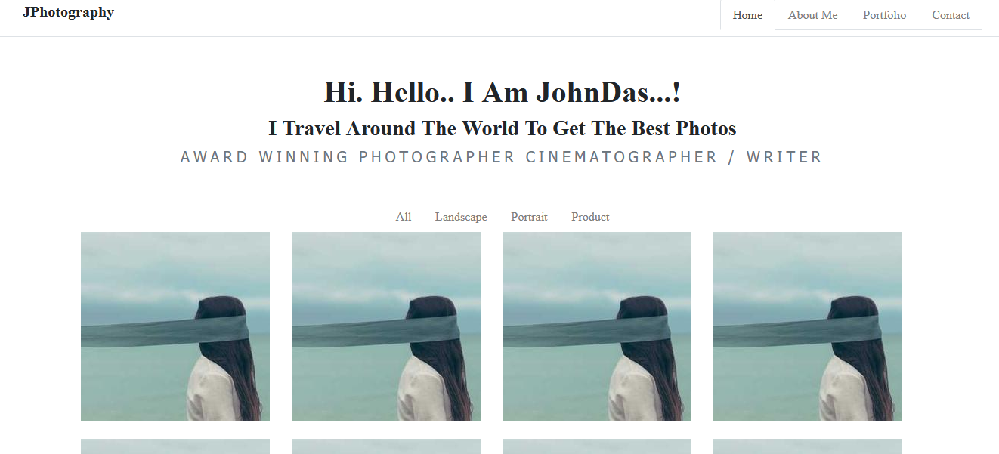 JPhotography
Home About Me Portfolio Contact
Hi. Hello.. I Am JohnDas...!
I Travel Around The World To Get The Best Photos
AWARD WINNING PHOTOGRAPHER CINEMATOGRAPHER / WRITER
All Landscape Portrait Product